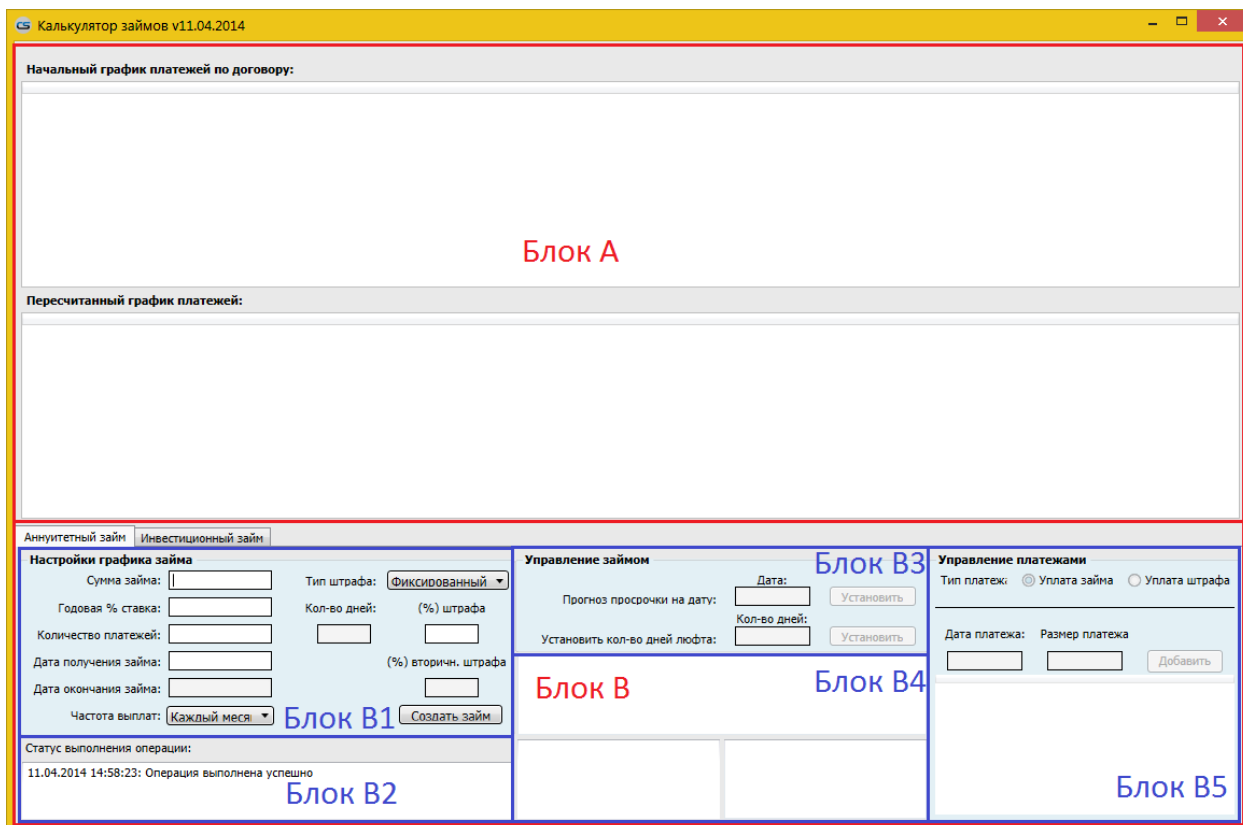 cs Калькулятор займов v11.04.2014
Начальный график платежей по договору:
Блок А
Пересчитанный график платежей:
Аннуитетный займ Инвестиционный займ
Настройки графика займа
Сумма займа: Тип штрафа: Фиксированный
Годовая % ставка: Кол-во дней: (%) штрафа
Количество платежей:
Дата получения займа: (%) вторичн. штрафа
Дата окончания займа:
Частота выплат: Каждый меся Создать займ
Блок В1
Статус выполнения операции:
11.04.2014 14:58:23: Операция выполнена успешно
Блок В2
Управление займом
Блок В3
Дата:
Прогноз просрочки на дату: Установить
Кол-во дней:
Установить кол-во дней люфта: Установить
Блок В
Блок В4
Управление платежами
Тип платеж: Уплата займа Уплата штрафа
Дата платежа: Размер платежа
Добавить
Блок В5